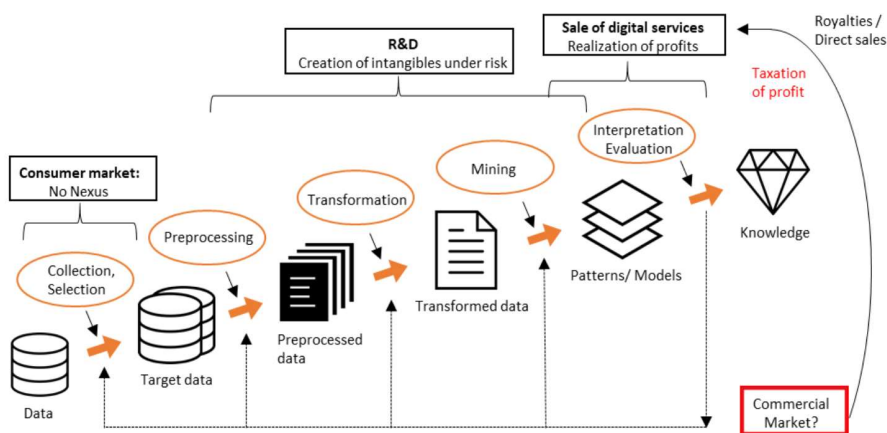 Sale of digital services
Realization of profits
Royalties /
Direct sales
R&D
Creation of intangibles under risk
Taxation
of profit
Interpretation
Evaluation
Consumer market:
No Nexus
Mining
Transformation
Preprocessing
Knowledge
Collection,
Selection
Patterns/ Models
Transformed data
Preprocessed
data
Target data
Data
Commercial
Market?